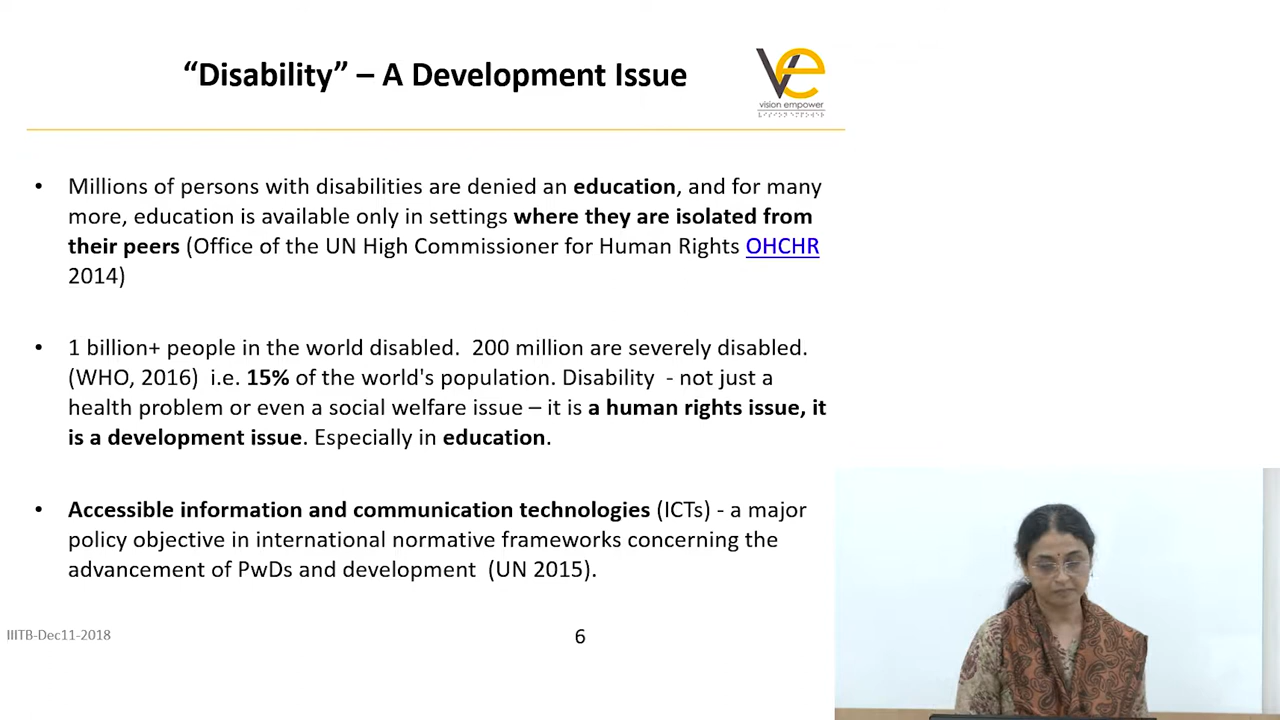 “Disability” – A Development Issue
vision empower
• Millions of persons with disabilities are denied an education, and for many
more, education is available only in settings where they are isolated from
their peers (Office of the UN High Commissioner for Human Rights OHCHR
2014)
• 1 billion+ people in the world disabled.  200 million are severely disabled.
(WHO, 2016)  i.e. 15% of the world's population. Disability  - not just a
health problem or even a social welfare issue – it is a human rights issue, it
is a development issue. Especially in education.
• Accessible information and communication technologies (ICTs) - a major
policy objective in international normative frameworks concerning the
advancement of PwDs and development  (UN 2015).
IIITB-Dec11-2018
6